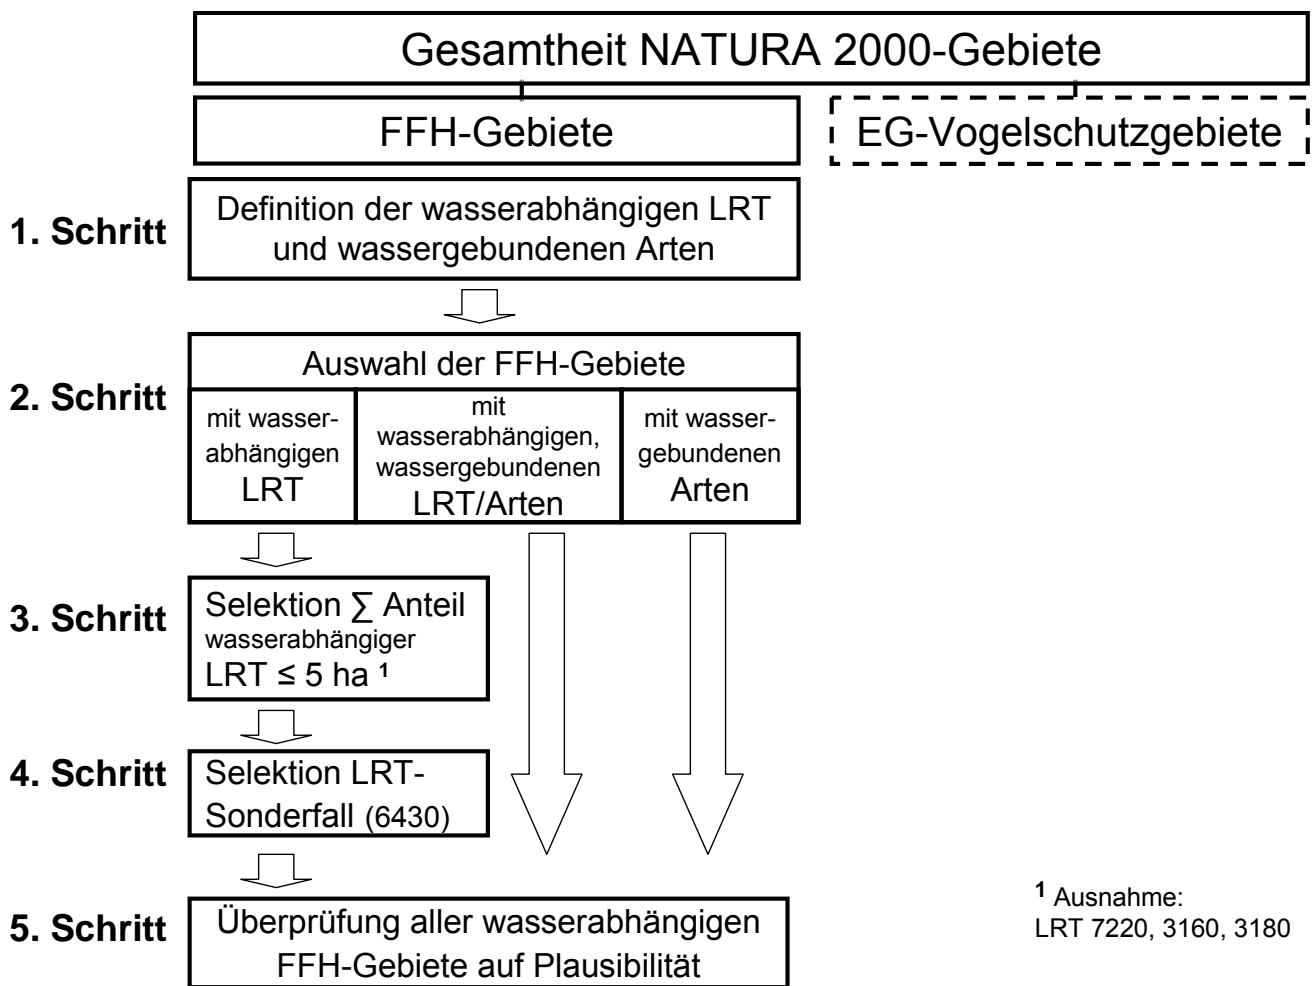 Gesamtheit NATURA 2000-Gebiete
FFH-Gebiete
EG-Vogelschutzgebiete
1. Schritt
Definition der wasserabhängigen LRT
und wassergebundenen Arten
2. Schritt
Auswahl der FFH-Gebiete
mit wasser-
abhängigen
LRT
mit
wasserabhängigen,
wassergebundenen
LRT/Arten
mit wasser-
gebundenen
Arten
3. Schritt
Selektion ∑ Anteil
wasserabhängiger
LRT ≤ 5 ha ¹
4. Schritt
Selektion LRT-
Sonderfall (6430)
5. Schritt
Überprüfung aller wasserabhängigen
FFH-Gebiete auf Plausibilität
¹ Ausnahme:
LRT 7220, 3160, 3180